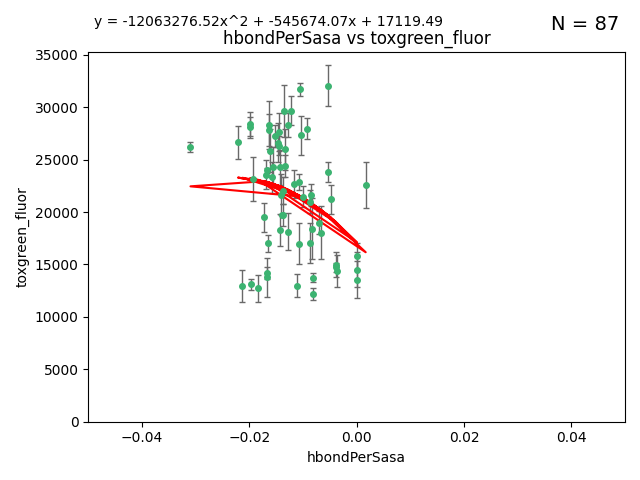 y = -12063276.52x^2 + -545674.07x + 17119.49
N = 87
hbondPerSasa vs toxgreen_fluor
35000
30000
25000
20000
15000
10000
5000
0
toxgreen_fluor
−0.04
−0.02
0.00
0.02
0.04
hbondPerSasa